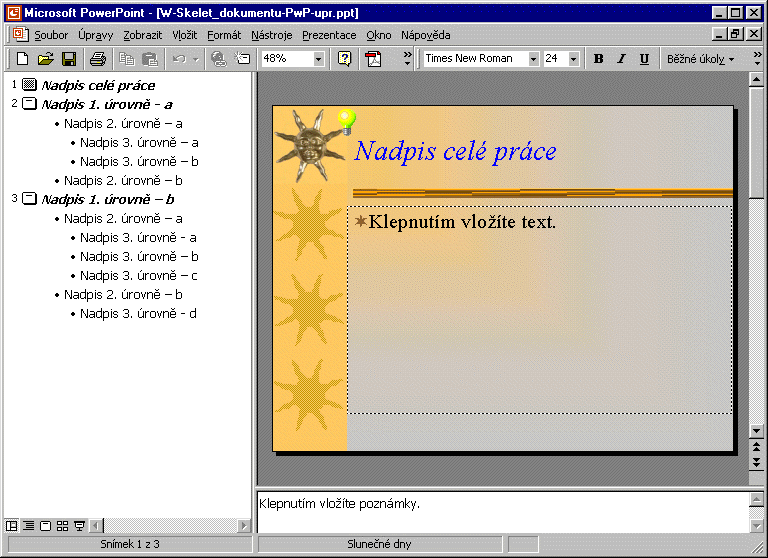 Microsoft PowerPoint - [W-Skelet_dokumentu-PwP-upr.ppt]
Soubor Úpravy Zobrazit Vložit Formát Nástroje Prezentace Okno Nápověda
48% Times New Roman 24 B I U Běžné úkoly
1 Nadpis celé práce
2 Nadpis 1. úrovně - a
• Nadpis 2. úrovně – a
• Nadpis 3. úrovně – a
• Nadpis 3. úrovně – b
• Nadpis 2. úrovně – b
3 Nadpis 1. úrovně – b
• Nadpis 2. úrovně – a
• Nadpis 3. úrovně - a
• Nadpis 3. úrovně – b
• Nadpis 3. úrovně – c
• Nadpis 2. úrovně – b
• Nadpis 3. úrovně - d
Nadpis celé práce
Klepnutím vložíte text.
Klepnutím vložíte poznámky.
Snímek 1 z 3 Slunečné dny